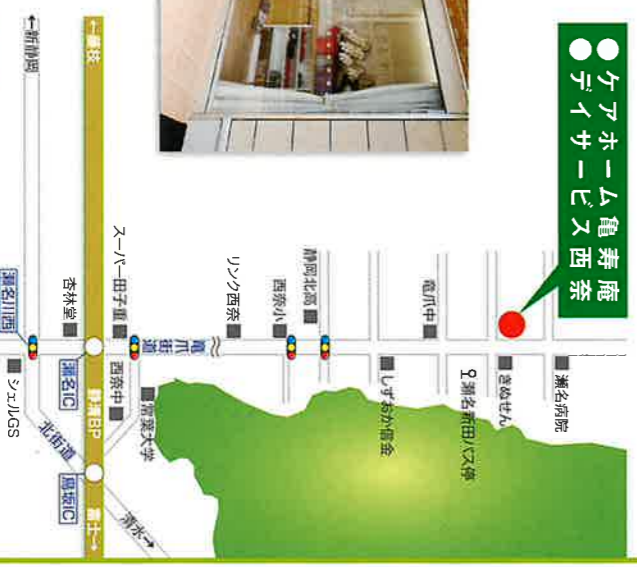 ●ケアホーム亀寿庵
●デイサービス西奈
瀬名病院
きぬせん
瀬名新田バス停
竜爪中
しずおか信金
静岡北高
西奈小
リンク西奈
竜爪街道
スーパー田子重
常葉大学
西奈中
←藤枝
瀬名IC
静清BP
鳥坂IC
富士→
杏林堂
北街道
清水→
←新静岡
瀬名川西
シェルGS